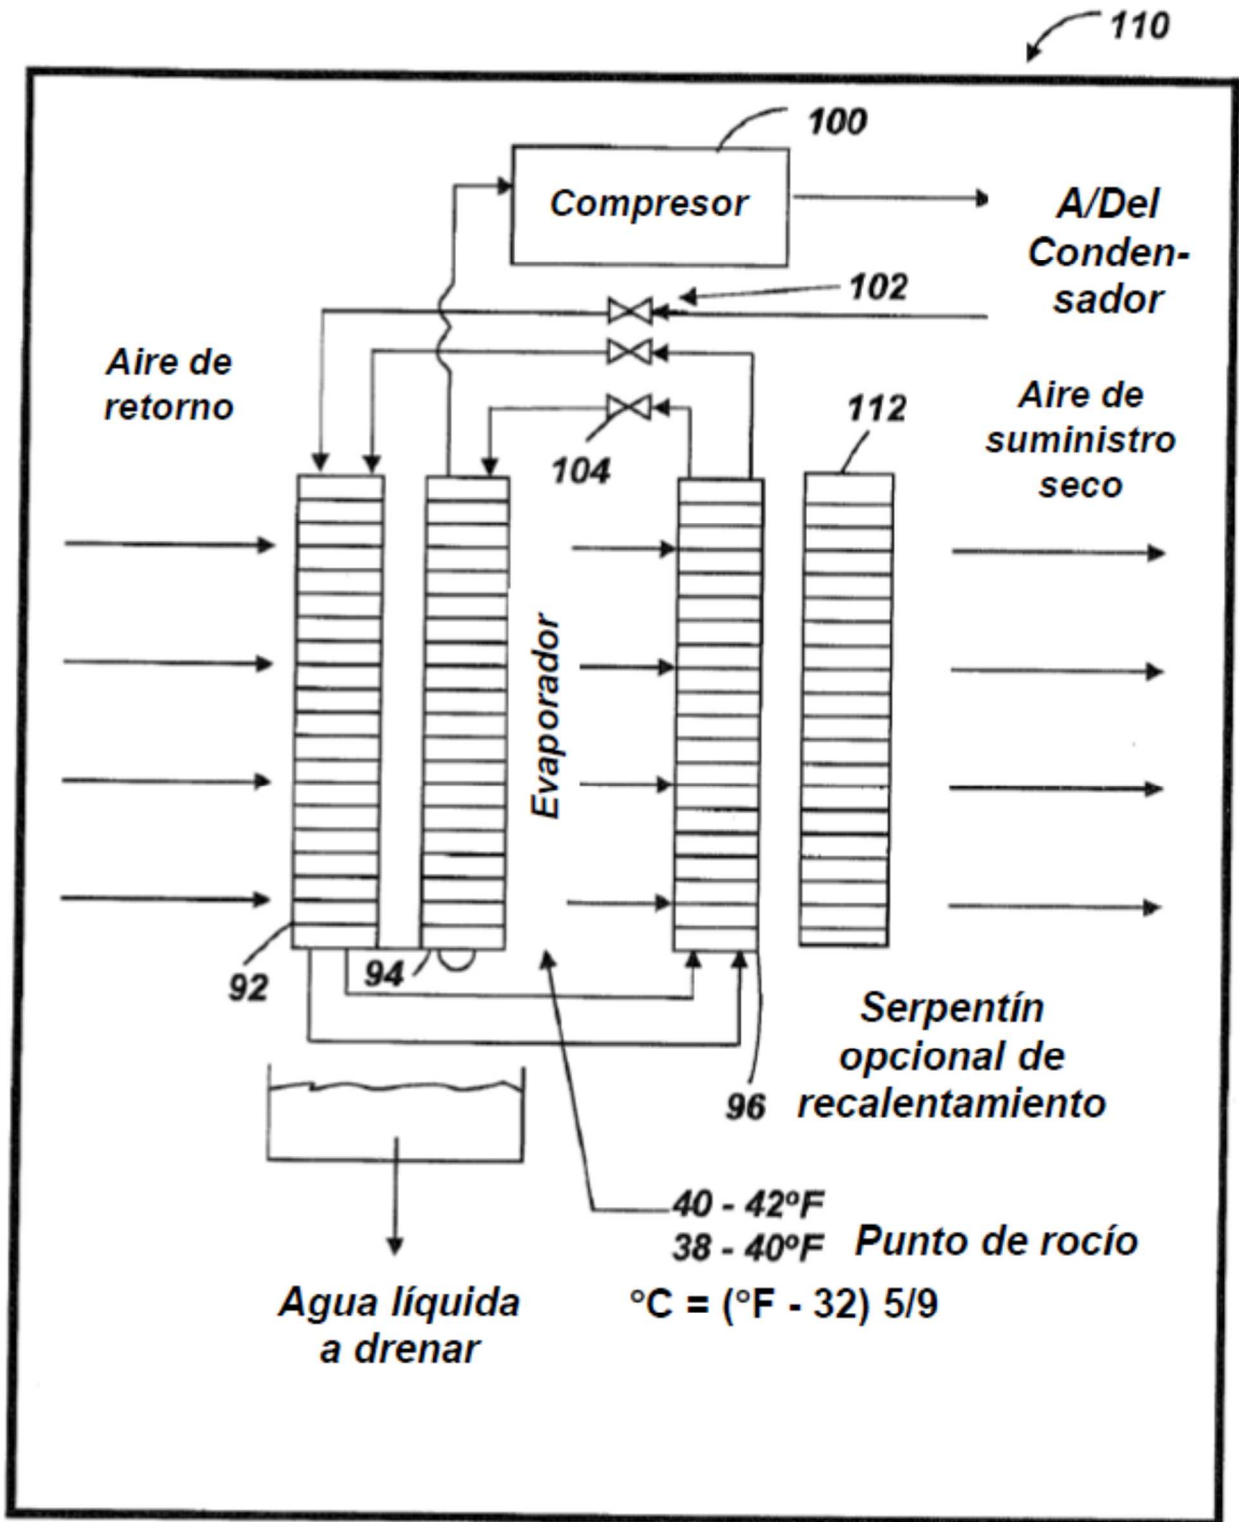 110
100
Compresor
A/Del
Conden-
sador
102
Aire de
retorno
112
Aire de
suministro
seco
104
Evaporador
92
94
96
Serpentín
opcional de
recalentamiento
40 - 42ºF
38 - 40ºF Punto de rocío
°C = (°F - 32) 5/9
Agua líquida
a drenar